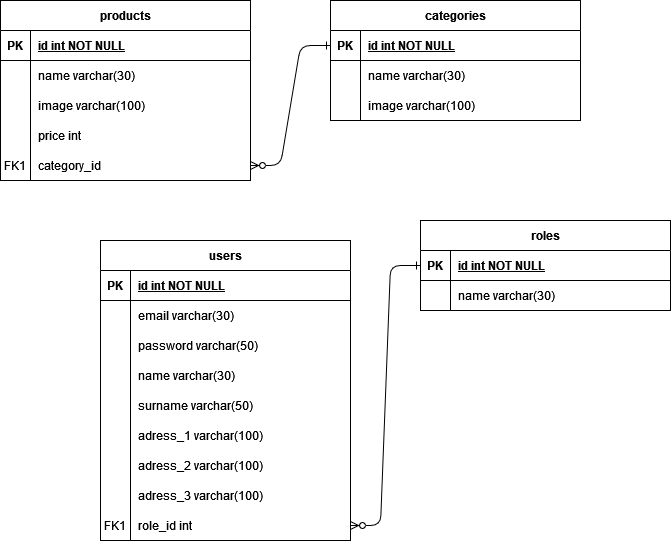 products
PK id int NOT NULL
name varchar(30)
image varchar(100)
price int
FK1 category_id
categories
PK id int NOT NULL
name varchar(30)
image varchar(100)
users
PK id int NOT NULL
email varchar(30)
password varchar(50)
name varchar(30)
surname varchar(50)
adress_1 varchar(100)
adress_2 varchar(100)
adress_3 varchar(100)
FK1 role_id int
roles
PK id int NOT NULL
name varchar(30)